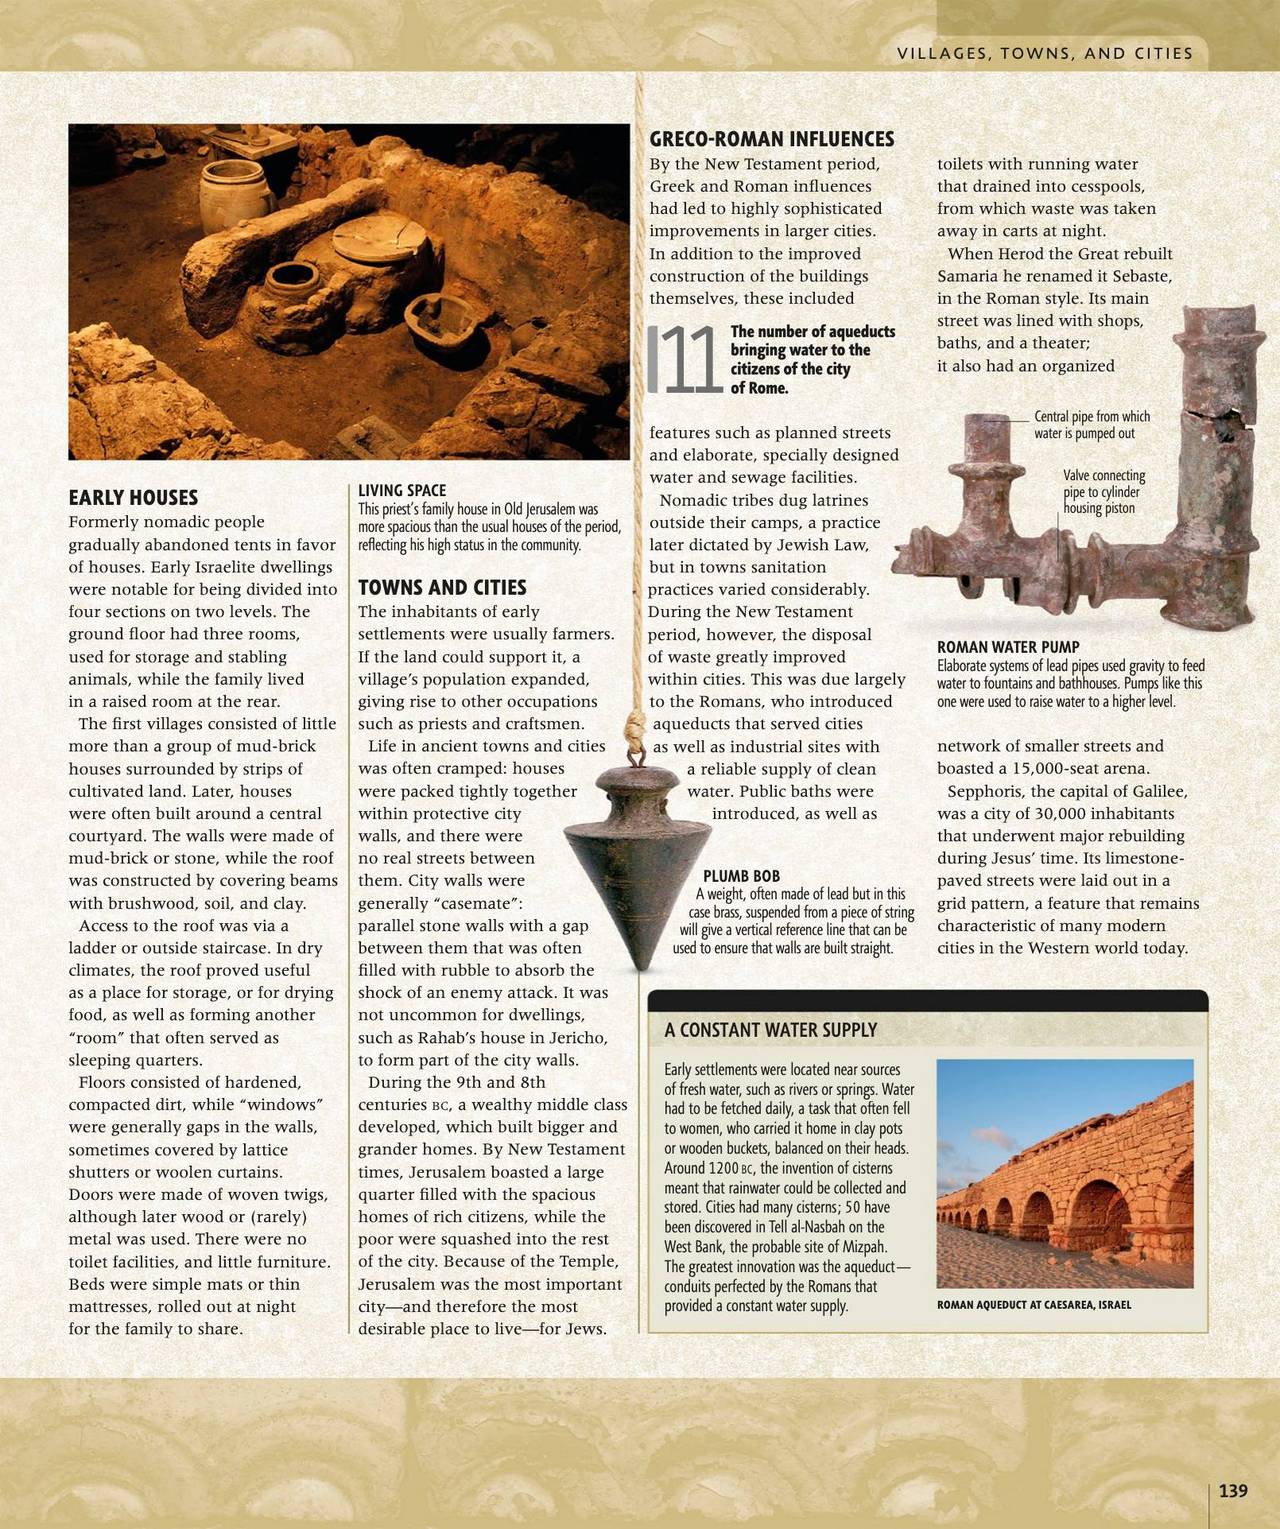 VILLAGES, TOWNS, AND CITIES
EARLY HOUSES
Formerly nomadic people
gradually abandoned tents in favor
of houses. Early Israelite dwellings
were notable for being divided into
four sections on two levels. The
ground floor had three rooms,
used for storage and stabling
animals, while the family lived
in a raised room at the rear.
The first villages consisted of little
more than a group of mud-brick
houses surrounded by strips of
cultivated land. Later, houses
were often built around a central
courtyard. The walls were made of
mud-brick or stone, while the roof
was constructed by covering beams
with brushwood, soil, and clay.
Access to the roof was via a
ladder or outside staircase. In dry
climates, the roof proved useful
as a place for storage, or for drying
food, as well as forming another
“room” that often served as
sleeping quarters.
Floors consisted of hardened,
compacted dirt, while “windows”
were generally gaps in the walls,
sometimes covered by lattice
shutters or woolen curtains.
Doors were made of woven twigs,
although later wood or (rarely)
metal was used. There were no
toilet facilities, and little furniture.
Beds were simple mats or thin
mattresses, rolled out at night
for the family to share.
LIVING SPACE
This priest’s family house in Old Jerusalem was
more spacious than the usual houses of the period,
reflecting his high status in the community.
TOWNS AND CITIES
The inhabitants of early
settlements were usually farmers.
If the land could support it, a
village’s population expanded,
giving rise to other occupations
such as priests and craftsmen.
Life in ancient towns and cities
was often cramped: houses
were packed tightly together
within protective city
walls, and there were
no real streets between
them. City walls were
generally “casemate”:
parallel stone walls with a gap
between them that was often
filled with rubble to absorb the
shock of an enemy attack. It was
not uncommon for dwellings,
such as Rahab’s house in Jericho,
to form part of the city walls.
During the 9th and 8th
centuries BC, a wealthy middle class
developed, which built bigger and
grander homes. By New Testament
times, Jerusalem boasted a large
quarter filled with the spacious
homes of rich citizens, while the
poor were squashed into the rest
of the city. Because of the Temple,
Jerusalem was the most important
city—and therefore the most
desirable place to live—for Jews.
GRECO-ROMAN INFLUENCES
By the New Testament period,
Greek and Roman influences
had led to highly sophisticated
improvements in larger cities.
In addition to the improved
construction of the buildings
themselves, these included
11
The number of aqueducts
bringing water to the
citizens of the city
of Rome.
features such as planned streets
and elaborate, specially designed
water and sewage facilities.
Nomadic tribes dug latrines
outside their camps, a practice
later dictated by Jewish Law,
but in towns sanitation
practices varied considerably.
During the New Testament
period, however, the disposal
of waste greatly improved
within cities. This was due largely
to the Romans, who introduced
aqueducts that served cities
as well as industrial sites with
a reliable supply of clean
water. Public baths were
introduced, as well as
PLUMB BOB
A weight, often made of lead but in this
case brass, suspended from a piece of string
will give a vertical reference line that can be
used to ensure that walls are built straight.
toilets with running water
that drained into cesspools,
from which waste was taken
away in carts at night.
When Herod the Great rebuilt
Samaria he renamed it Sebaste,
in the Roman style. Its main
street was lined with shops,
baths, and a theater;
it also had an organized
Central pipe from which
water is pumped out
Valve connecting
pipe to cylinder
housing piston
ROMAN WATER PUMP
Elaborate systems of lead pipes used gravity to feed
water to fountains and bathhouses. Pumps like this
one were used to raise water to a higher level.
network of smaller streets and
boasted a 15,000-seat arena.
Sepphoris, the capital of Galilee,
was a city of 30,000 inhabitants
that underwent major rebuilding
during Jesus’ time. Its limestone-
paved streets were laid out in a
grid pattern, a feature that remains
characteristic of many modern
cities in the Western world today.
A CONSTANT WATER SUPPLY
Early settlements were located near sources
of fresh water, such as rivers or springs. Water
had to be fetched daily, a task that often fell
to women, who carried it home in clay pots
or wooden buckets, balanced on their heads.
Around 1200 BC, the invention of cisterns
meant that rainwater could be collected and
stored. Cities had many cisterns; 50 have
been discovered in Tell al-Nasbah on the
West Bank, the probable site of Mizpah.
The greatest innovation was the aqueduct—
conduits perfected by the Romans that
provided a constant water supply.
ROMAN AQUEDUCT AT CAESAREA, ISRAEL
139